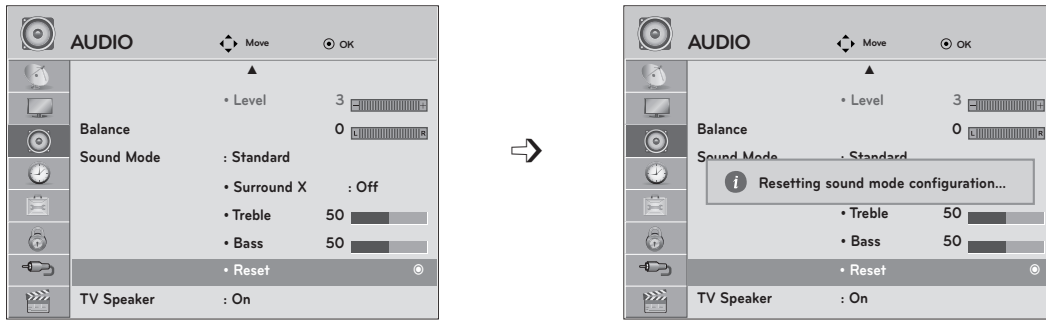 AUDIO Move OK
• Level 3 - +
Balance 0 L R
Sound Mode : Standard
• Surround X : Off
• Treble 50
• Bass 50
• Reset
TV Speaker : On
AUDIO Move OK
• Level 3 - +
Balance 0 L R
Sound Mode : Standard
i Resetting sound mode configuration...
• Treble 50
• Bass 50
• Reset
TV Speaker : On